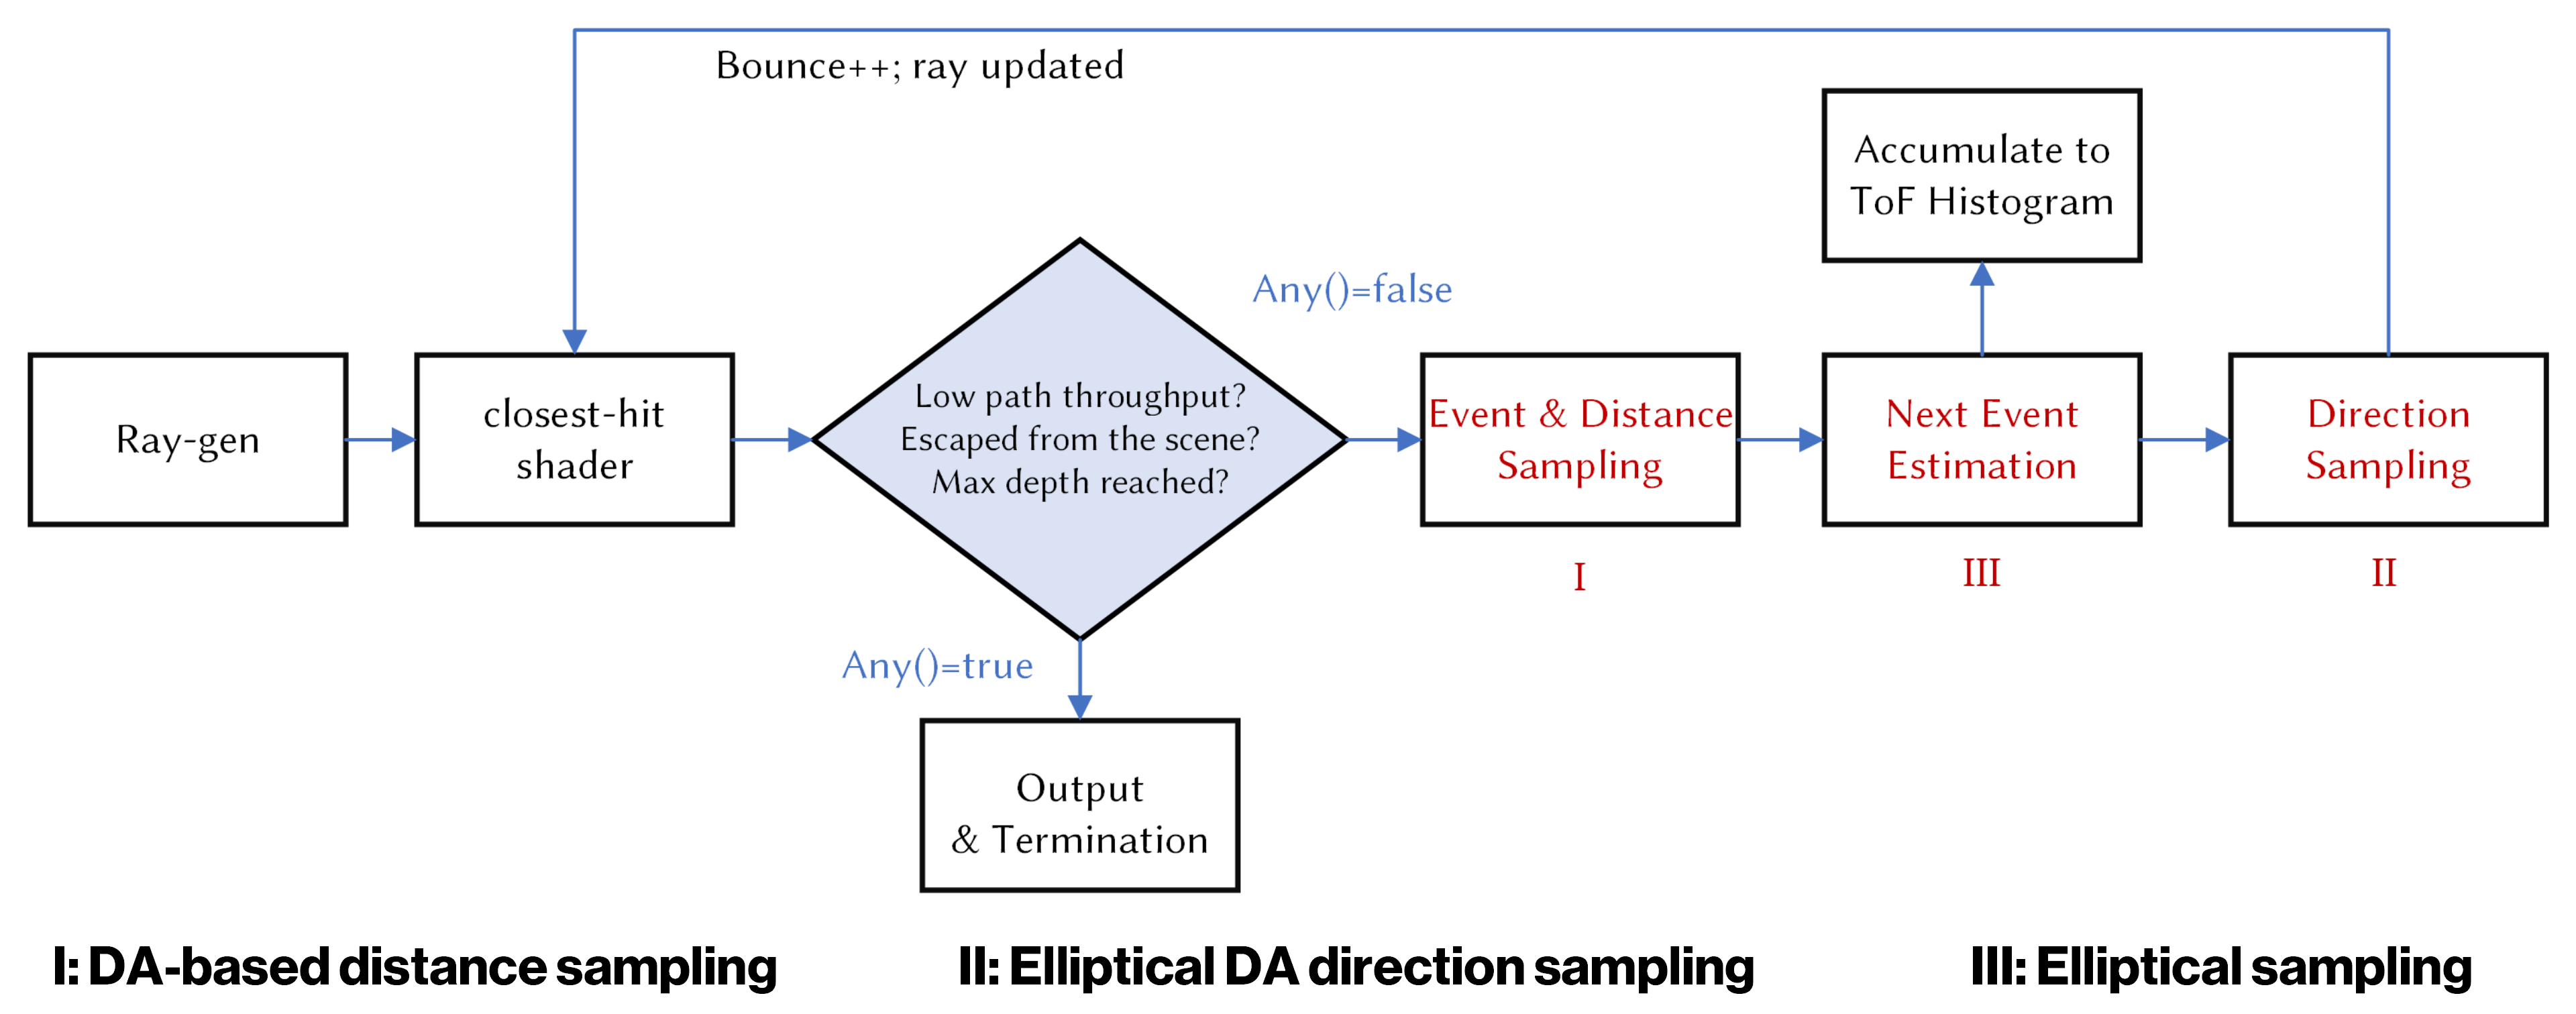 Bounce++; ray updated
Accumulate to
ToF Histogram
Any()=false
Ray-gen
closest-hit
shader
Low path throughput?
Escaped from the scene?
Max depth reached?
Event & Distance
Sampling
Next Event
Estimation
Direction
Sampling
I
III
II
Any()=true
Output
& Termination
I: DA-based distance sampling
II: Elliptical DA direction sampling
III: Elliptical sampling